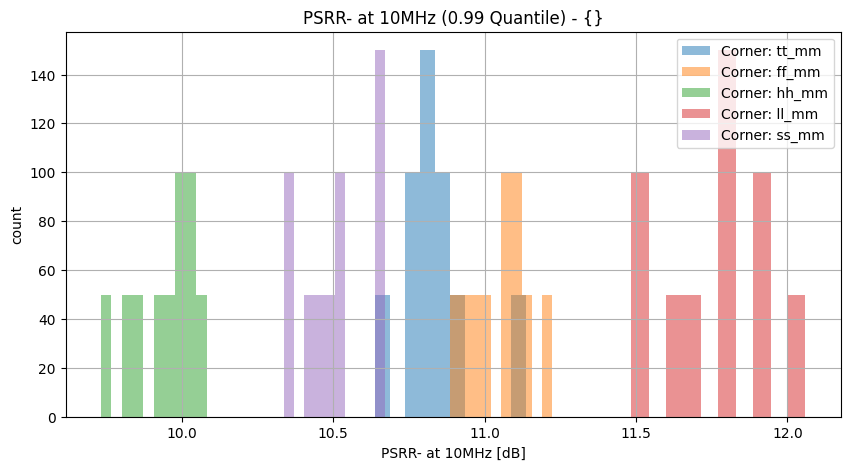 PSRR- at 10MHz (0.99 Quantile) - {}
Corner: tt_mm
Corner: ff_mm
Corner: hh_mm
Corner: ll_mm
Corner: ss_mm
count
140
120
100
80
60
40
20
0
10.0 10.5 11.0 11.5 12.0
PSRR- at 10MHz [dB]